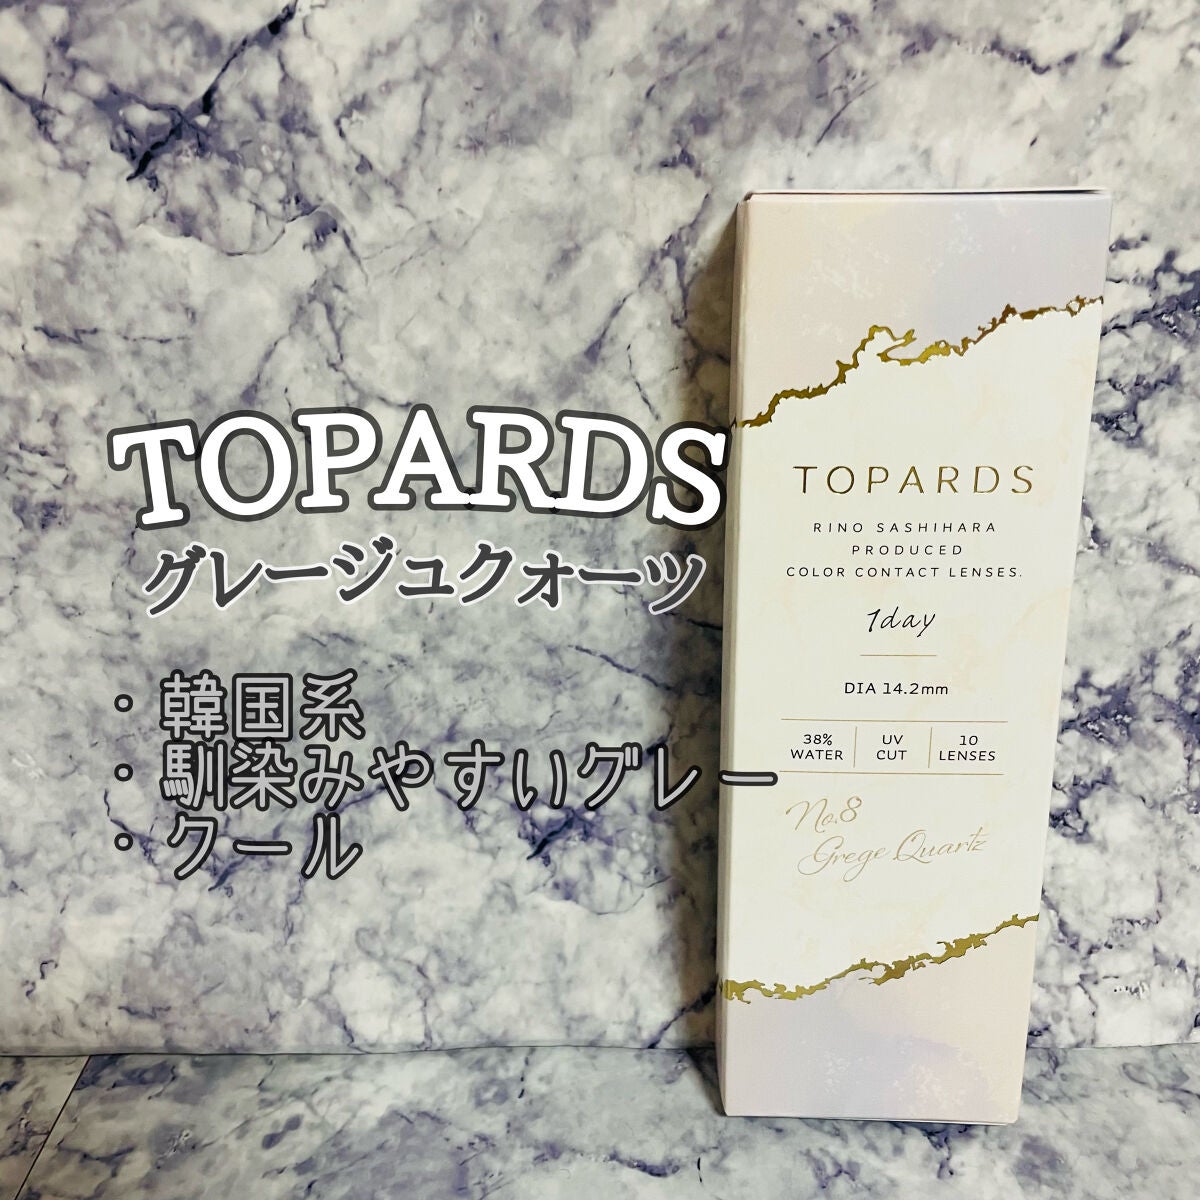 TOPARDS
グレージュクォーツ
・韓国系
・馴染みやすいグレー
・クール
TOPARDS
RINO SASHIHARA
PRODUCED
COLOR CONTACT LENSES.
1day
DIA 14.2mm
38% WATER
UV CUT
10 LENSES
No.8
Grege Quartz